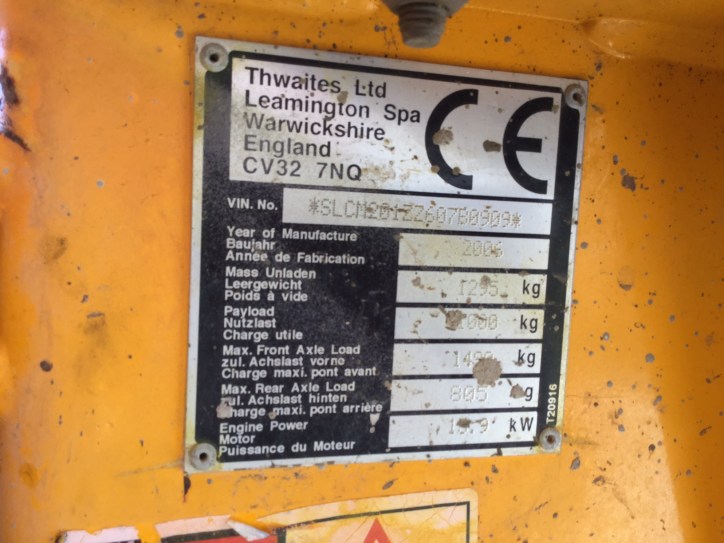 Thwaites Ltd
Leamington Spa
Warwickshire
England
CV32 7NQ
CE
VIN. No. *SLCM201ZZ607B0909*
Year of Manufacture
Baujahr 2006
Année de Fabrication
Mass Unladen
Leergewicht 1295 kg
Poids à vide
Payload
Nutzlast kg
Charge utile
Max. Front Axle Load
zul. Achslast vorne kg
Charge maxi. pont avant
Max. Rear Axle Load
zul. Achslast hinten 805
Charge maxi. pont arrière
Engine Power
Motor kW
Puissance du Moteur
T20916